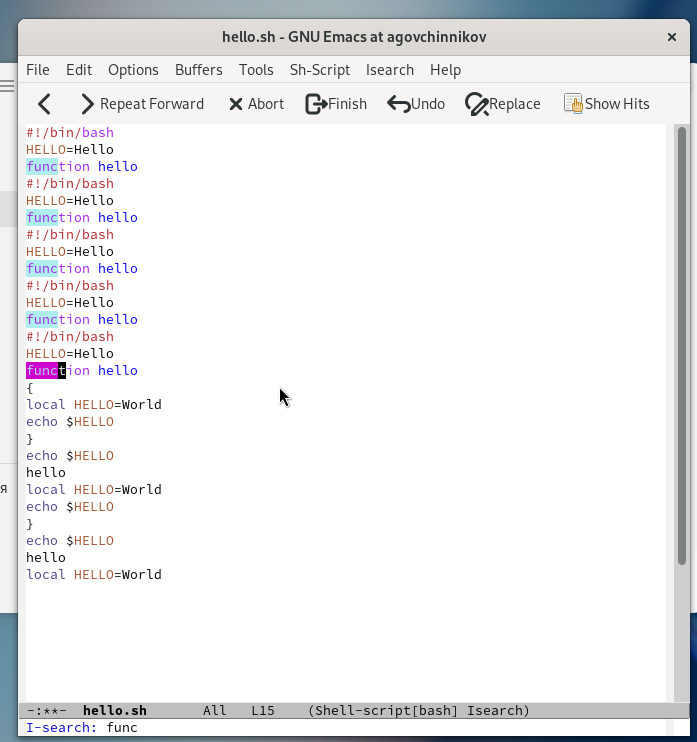 hello.sh - GNU Emacs at agovchinnikov
File Edit Options Buffers Tools Sh-Script Isearch Help
Repeat Forward Abort Finish Undo Replace Show Hits
#!/bin/bash
HELLO=Hello
function hello
#!/bin/bash
HELLO=Hello
function hello
#!/bin/bash
HELLO=Hello
function hello
#!/bin/bash
HELLO=Hello
function hello
#!/bin/bash
HELLO=Hello
function hello
{
local HELLO=World
echo $HELLO
}
echo $HELLO
hello
я
local HELLO=World
echo $HELLO
}
echo $HELLO
hello
local HELLO=World
-:**- hello.sh All L15 (Shell-script[bash] Isearch)
I-search: func